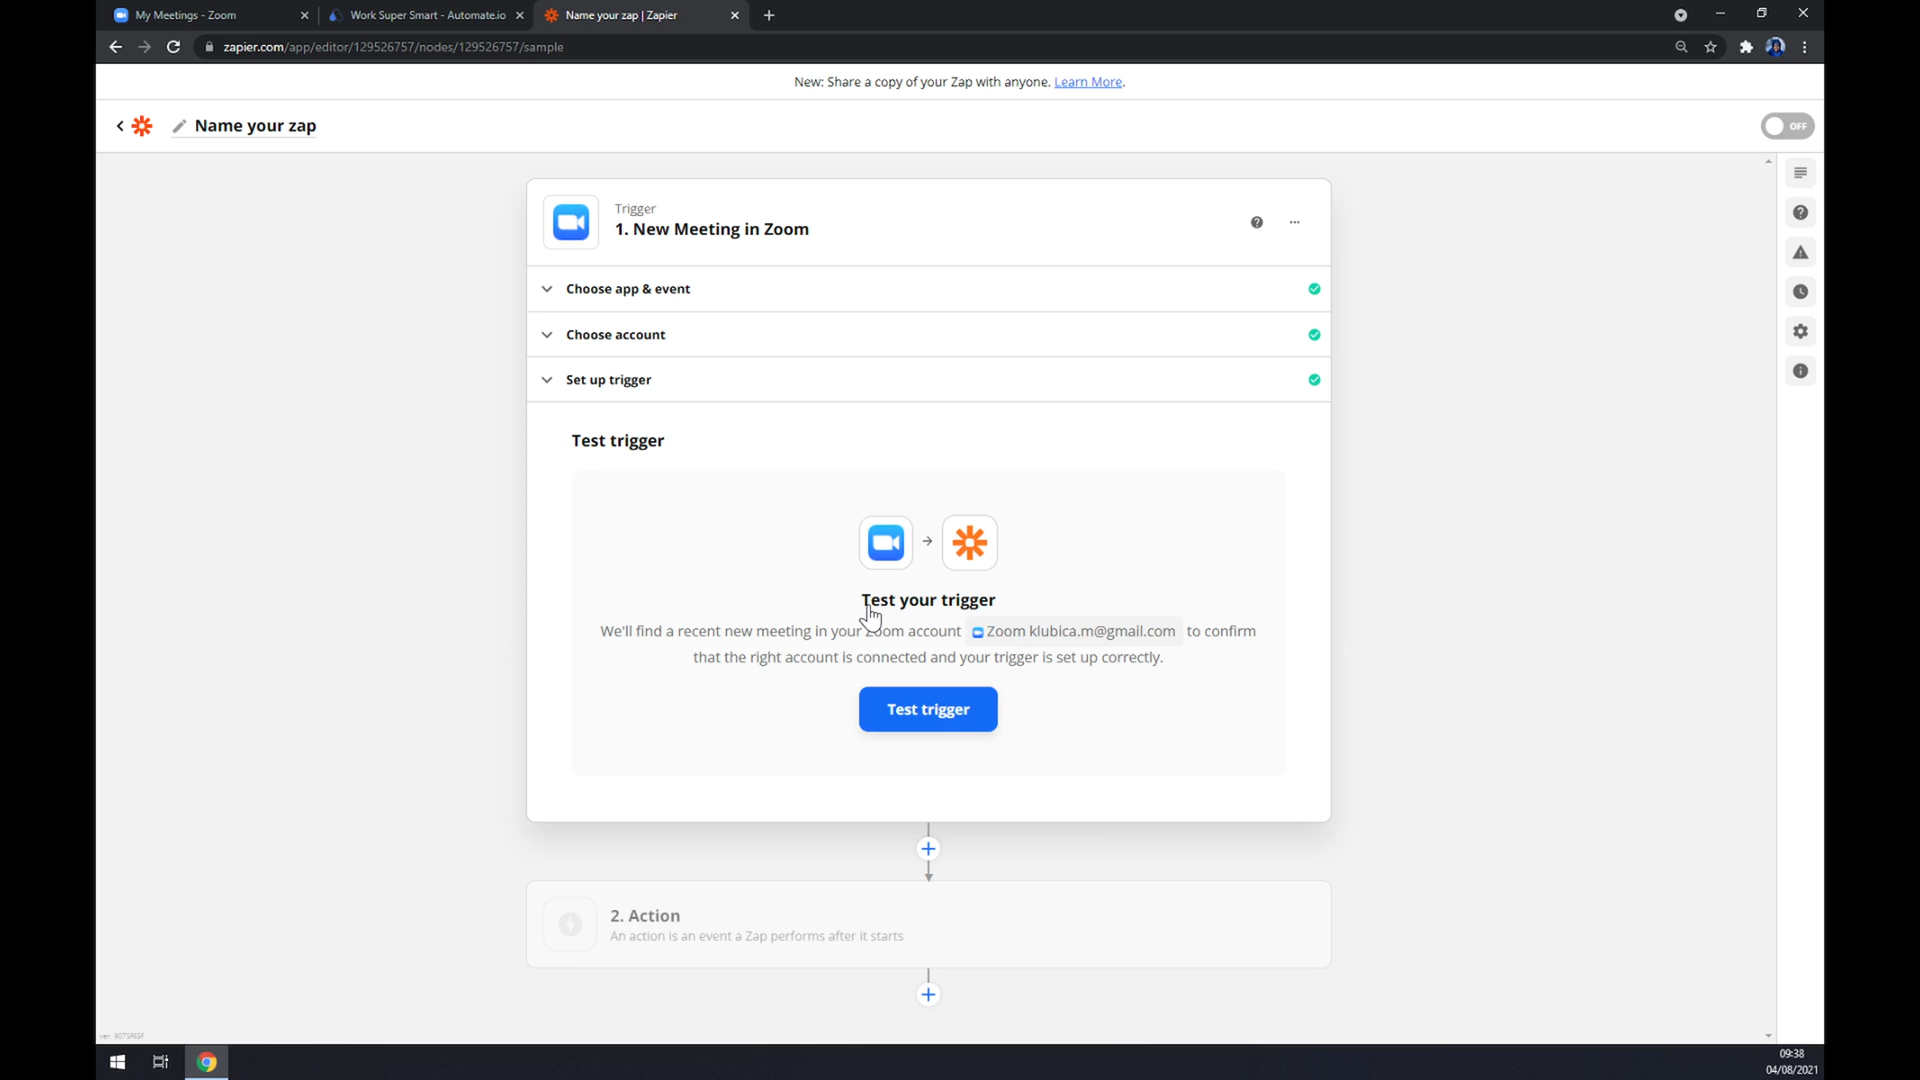 My Meetings - Zoom
Work Super Smart - Automate.io
Name your zap | Zapier
zapier.com/app/editor/129526757/nodes/129526757/sample
New: Share a copy of your Zap with anyone. Learn More.
Name your zap
OFF
Trigger
1. New Meeting in Zoom
Choose app & event
Choose account
Set up trigger
Test trigger
Test your trigger
We'll find a recent new meeting in your Zoom account Zoom klubica.m@gmail.com to confirm
that the right account is connected and your trigger is set up correctly.
Test trigger
2. Action
An action is an event a Zap performs after it starts
09:38
04/08/2021